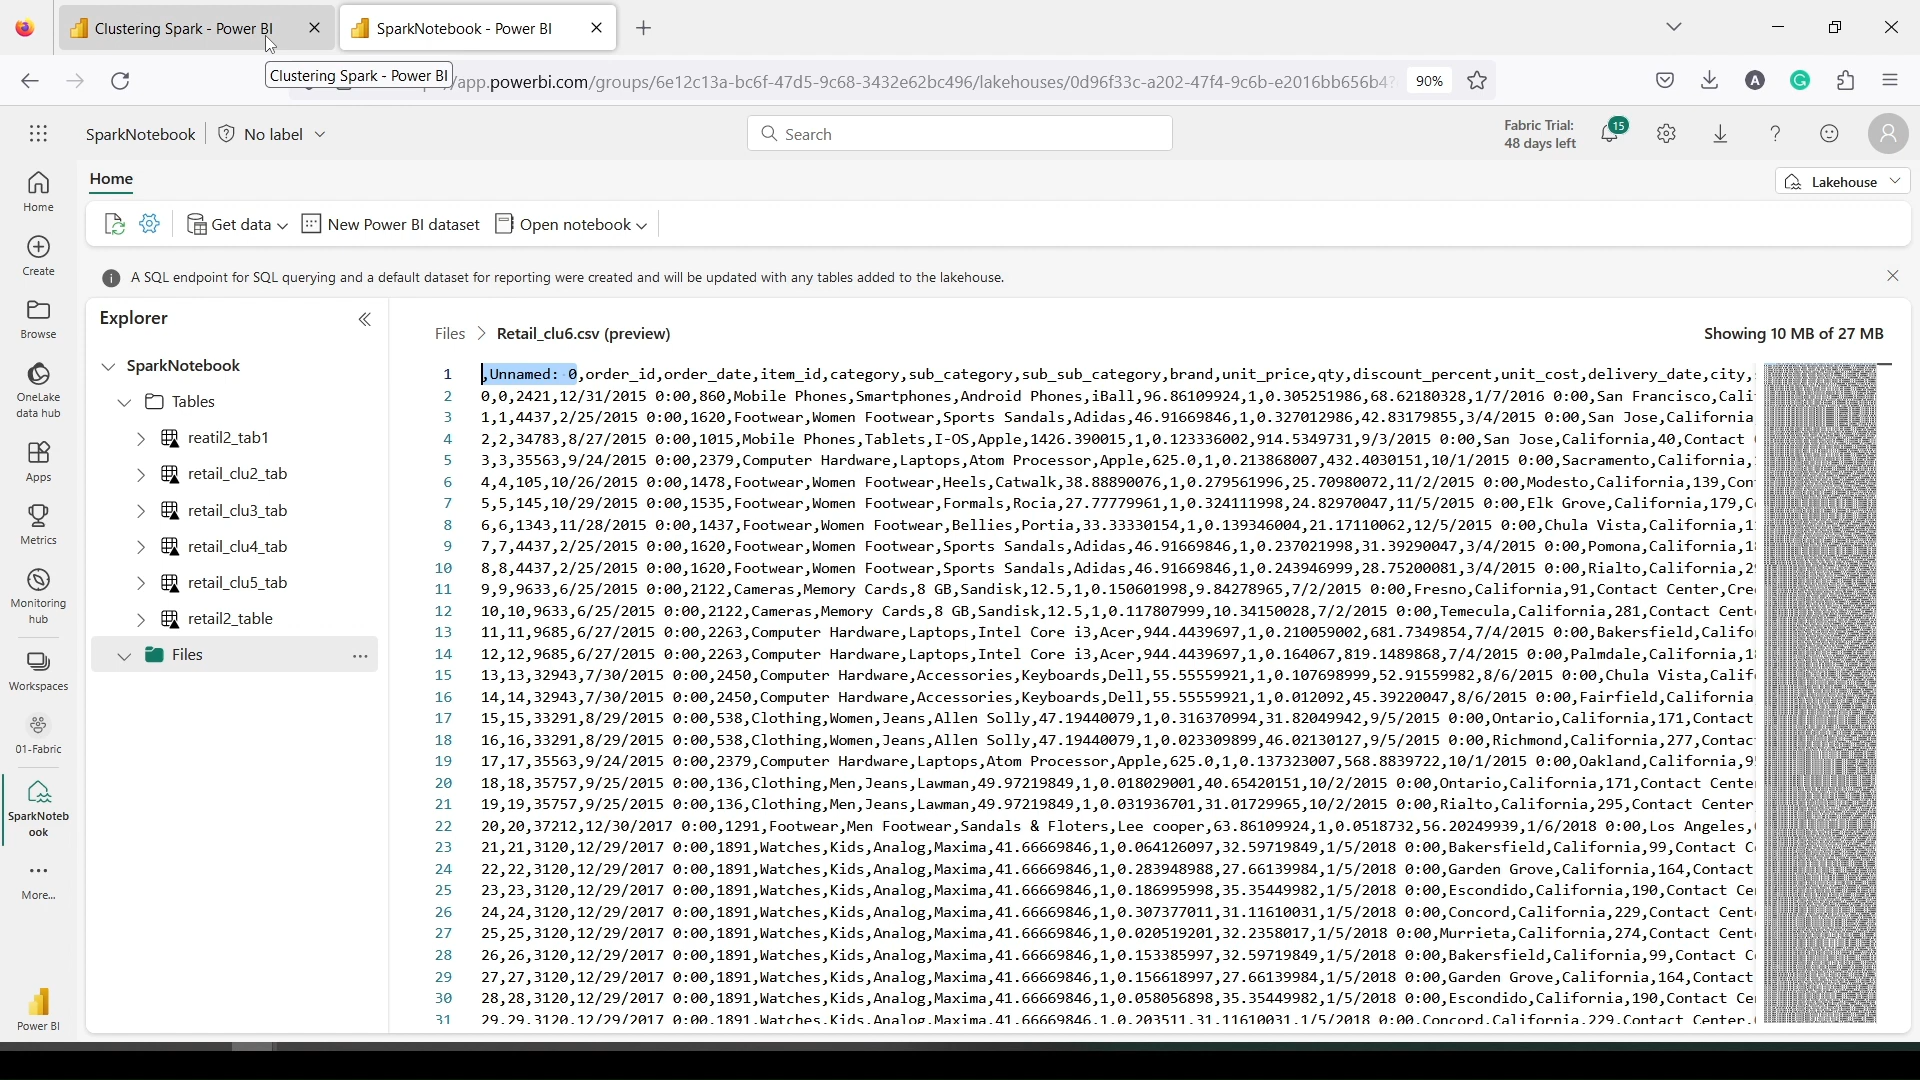 Clustering Spark - Power BI
SparkNotebook - Power BI
Clustering Spark - Power BI
/app.powerbi.com/groups/6e12c13a-bc6f-47d5-9c68-3432e62bc496/lakehouses/0d96f33c-a202-47f4-9c6b-e2016bb656b4?
90%
SparkNotebook
No label
Search
Fabric Trial:
48 days left
15
Home
Lakehouse
Get data
New Power BI dataset
Open notebook
A SQL endpoint for SQL querying and a default dataset for reporting were created and will be updated with any tables added to the lakehouse.
Home
Create
Browse
OneLake
data hub
Apps
Metrics
Monitoring
hub
Workspaces
01-Fabric
SparkNoteb
ook
More...
Power BI
Explorer
SparkNotebook
Tables
reatil2_tab1
retail_clu2_tab
retail_clu3_tab
retail_clu4_tab
retail_clu5_tab
retail2_table
Files
Files > Retail_clu6.csv (preview)
Showing 10 MB of 27 MB
1 ,Unnamed: 0,order_id,order_date,item_id,category,sub_category,sub_sub_category,brand,unit_price,qty,discount_percent,unit_cost,delivery_date,city,
2 0,0,2421,12/31/2015 0:00,860,Mobile Phones,Smartphones,Android Phones,iBall,96.86109924,1,0.305251986,68.62180328,1/7/2016 0:00,San Francisco,Cali
3 1,1,4437,2/25/2015 0:00,1620,Footwear,Women Footwear,Sports Sandals,Adidas,46.91669846,1,0.327012986,42.83179855,3/4/2015 0:00,San Jose,California
4 2,2,34783,8/27/2015 0:00,1015,Mobile Phones,Tablets,I-OS,Apple,1426.390015,1,0.123336002,914.5349731,9/3/2015 0:00,San Jose,California,40,Contact
5 3,3,35563,9/24/2015 0:00,2379,Computer Hardware,Laptops,Atom Processor,Apple,625.0,1,0.213868007,432.4030151,10/1/2015 0:00,Sacramento,California,
6 4,4,105,10/26/2015 0:00,1478,Footwear,Women Footwear,Heels,Catwalk,38.88890076,1,0.279561996,25.70980072,11/2/2015 0:00,Modesto,California,139,Con
7 5,5,145,10/29/2015 0:00,1535,Footwear,Women Footwear,Formals,Rocia,27.77779961,1,0.324111998,24.82970047,11/5/2015 0:00,Elk Grove,California,179,C
8 6,6,1343,11/28/2015 0:00,1437,Footwear,Women Footwear,Bellies,Portia,33.33330154,1,0.139346004,21.17110062,12/5/2015 0:00,Chula Vista,California,1
9 7,7,4437,2/25/2015 0:00,1620,Footwear,Women Footwear,Sports Sandals,Adidas,46.91669846,1,0.237021998,31.39290047,3/4/2015 0:00,Pomona,California,18
10 8,8,4437,2/25/2015 0:00,1620,Footwear,Women Footwear,Sports Sandals,Adidas,46.91669846,1,0.243946999,28.75200081,3/4/2015 0:00,Rialto,California,29
11 9,9,9633,6/25/2015 0:00,2122,Cameras,Memory Cards,8 GB,Sandisk,12.5,1,0.150601998,9.84278965,7/2/2015 0:00,Fresno,California,91,Contact Center,Cre
12 10,10,9633,6/25/2015 0:00,2122,Cameras,Memory Cards,8 GB,Sandisk,12.5,1,0.117807999,10.34150028,7/2/2015 0:00,Temecula,California,281,Contact Cent
13 11,11,9685,6/27/2015 0:00,2263,Computer Hardware,Laptops,Intel Core i3,Acer,944.4439697,1,0.210059002,681.7349854,7/4/2015 0:00,Bakersfield,Califo
14 12,12,9685,6/27/2015 0:00,2263,Computer Hardware,Laptops,Intel Core i3,Acer,944.4439697,1,0.164067,819.1489868,7/4/2015 0:00,Palmdale,California,18
15 13,13,32943,7/30/2015 0:00,2450,Computer Hardware,Accessories,Keyboards,Dell,55.55559921,1,0.107698999,52.91559982,8/6/2015 0:00,Chula Vista,Calif
16 14,14,32943,7/30/2015 0:00,2450,Computer Hardware,Accessories,Keyboards,Dell,55.55559921,1,0.012092,45.39220047,8/6/2015 0:00,Fairfield,California
17 15,15,33291,8/29/2015 0:00,538,Clothing,Women,Jeans,Allen Solly,47.19440079,1,0.316370994,31.82049942,9/5/2015 0:00,Ontario,California,171,Contact
18 16,16,33291,8/29/2015 0:00,538,Clothing,Women,Jeans,Allen Solly,47.19440079,1,0.023309899,46.02130127,9/5/2015 0:00,Richmond,California,277,Contac
19 17,17,35563,9/24/2015 0:00,2379,Computer Hardware,Laptops,Atom Processor,Apple,625.0,1,0.137323007,568.8839722,10/1/2015 0:00,Oakland,California,9
20 18,18,35757,9/25/2015 0:00,136,Clothing,Men,Jeans,Lawman,49.97219849,1,0.018029001,40.65420151,10/2/2015 0:00,Ontario,California,171,Contact Cente
21 19,19,35757,9/25/2015 0:00,136,Clothing,Men,Jeans,Lawman,49.97219849,1,0.031936701,31.01729965,10/2/2015 0:00,Rialto,California,295,Contact Center
22 20,20,37212,12/30/2017 0:00,1291,Footwear,Men Footwear,Sandals & Floters,Lee cooper,63.86109924,1,0.0518732,56.20249939,1/6/2018 0:00,Los Angeles,
23 21,21,3120,12/29/2017 0:00,1891,Watches,Kids,Analog,Maxima,41.66669846,1,0.064126097,32.59719849,1/5/2018 0:00,Bakersfield,California,99,Contact C
24 22,22,3120,12/29/2017 0:00,1891,Watches,Kids,Analog,Maxima,41.66669846,1,0.283948988,27.66139984,1/5/2018 0:00,Garden Grove,California,164,Contact
25 23,23,3120,12/29/2017 0:00,1891,Watches,Kids,Analog,Maxima,41.66669846,1,0.186995998,35.35449982,1/5/2018 0:00,Escondido,California,190,Contact Ce
26 24,24,3120,12/29/2017 0:00,1891,Watches,Kids,Analog,Maxima,41.66669846,1,0.307377011,31.11610031,1/5/2018 0:00,Concord,California,229,Contact Cent
27 25,25,3120,12/29/2017 0:00,1891,Watches,Kids,Analog,Maxima,41.66669846,1,0.020519201,32.2358017,1/5/2018 0:00,Murrieta,California,274,Contact Cent
28 26,26,3120,12/29/2017 0:00,1891,Watches,Kids,Analog,Maxima,41.66669846,1,0.153385997,32.59719849,1/5/2018 0:00,Bakersfield,California,99,Contact C
29 27,27,3120,12/29/2017 0:00,1891,Watches,Kids,Analog,Maxima,41.66669846,1,0.156618997,27.66139984,1/5/2018 0:00,Garden Grove,California,164,Contact
30 28,28,3120,12/29/2017 0:00,1891,Watches,Kids,Analog,Maxima,41.66669846,1,0.058056898,35.35449982,1/5/2018 0:00,Escondido,California,190,Contact Ce
31 29,29,3120,12/29/2017 0:00,1891,Watches,Kids,Analog,Maxima,41.66669846,1,0.203511,31.11610031,1/5/2018 0:00,Concord,California,229,Contact Center,